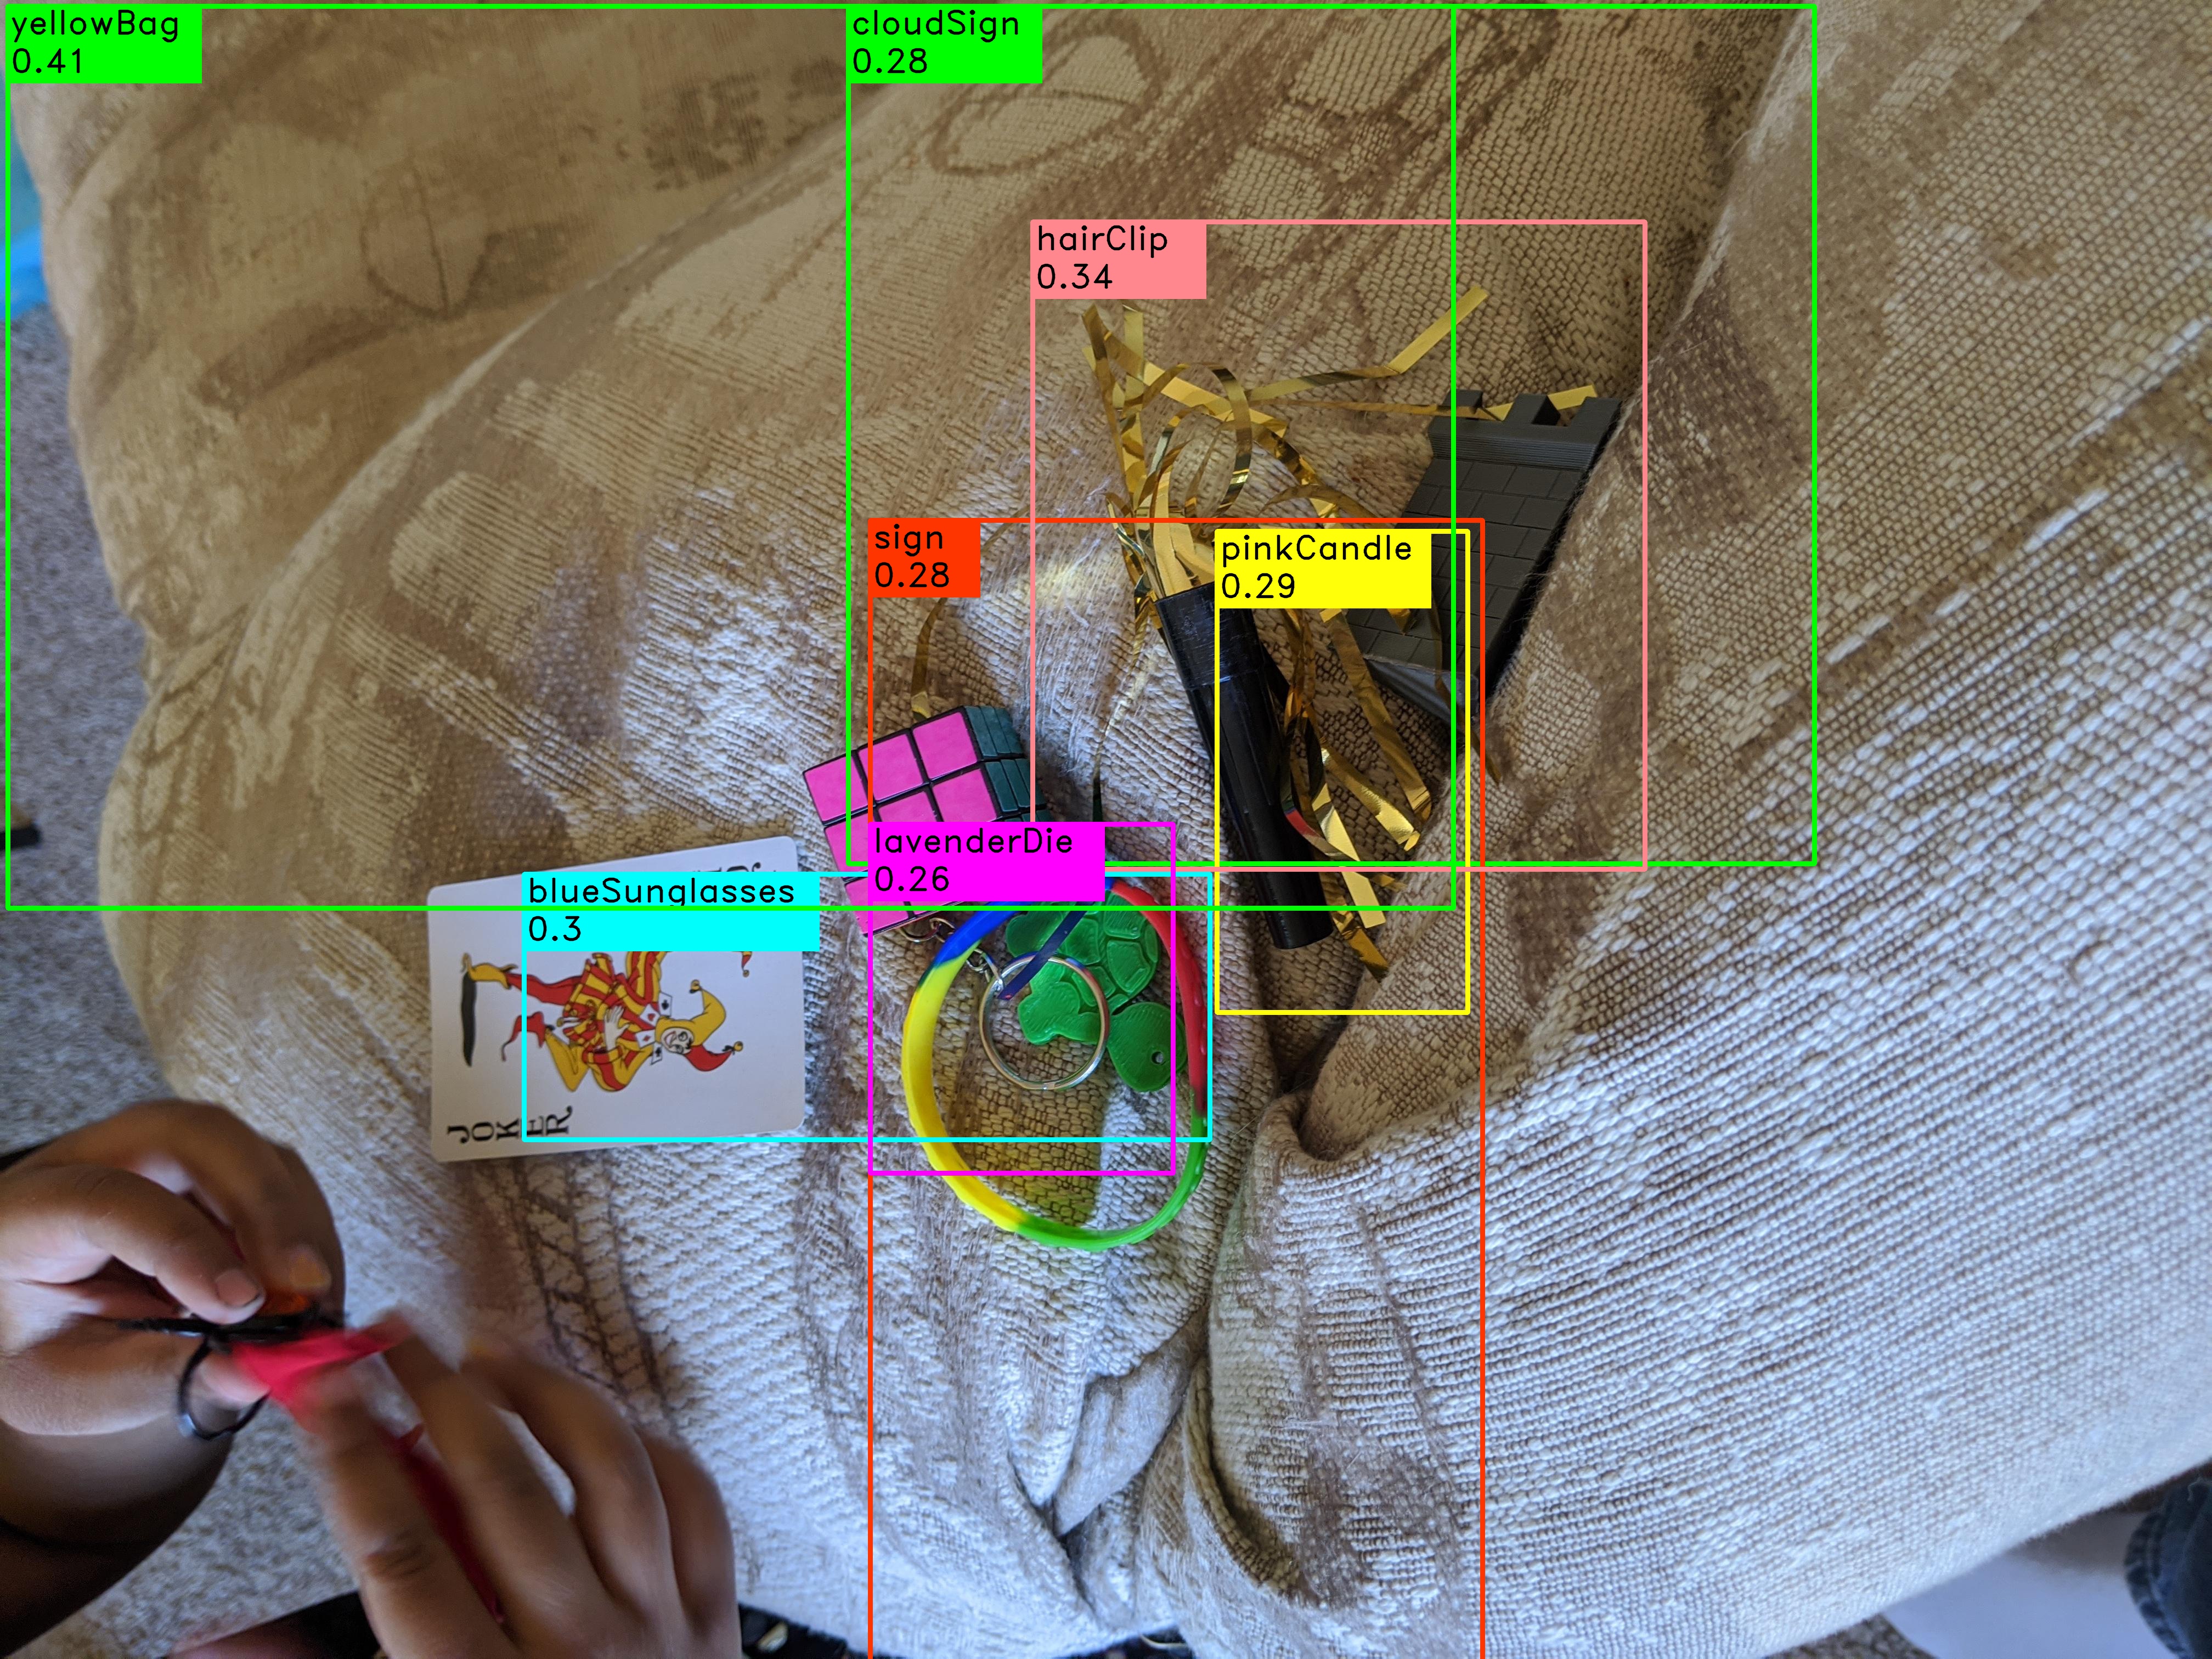 yellowBag
0.41
cloudSign
0.28
hairClip
0.34
sign
0.28
pinkCandle
0.29
lavenderDie
0.26
blueSunglasses
0.3
JOKER